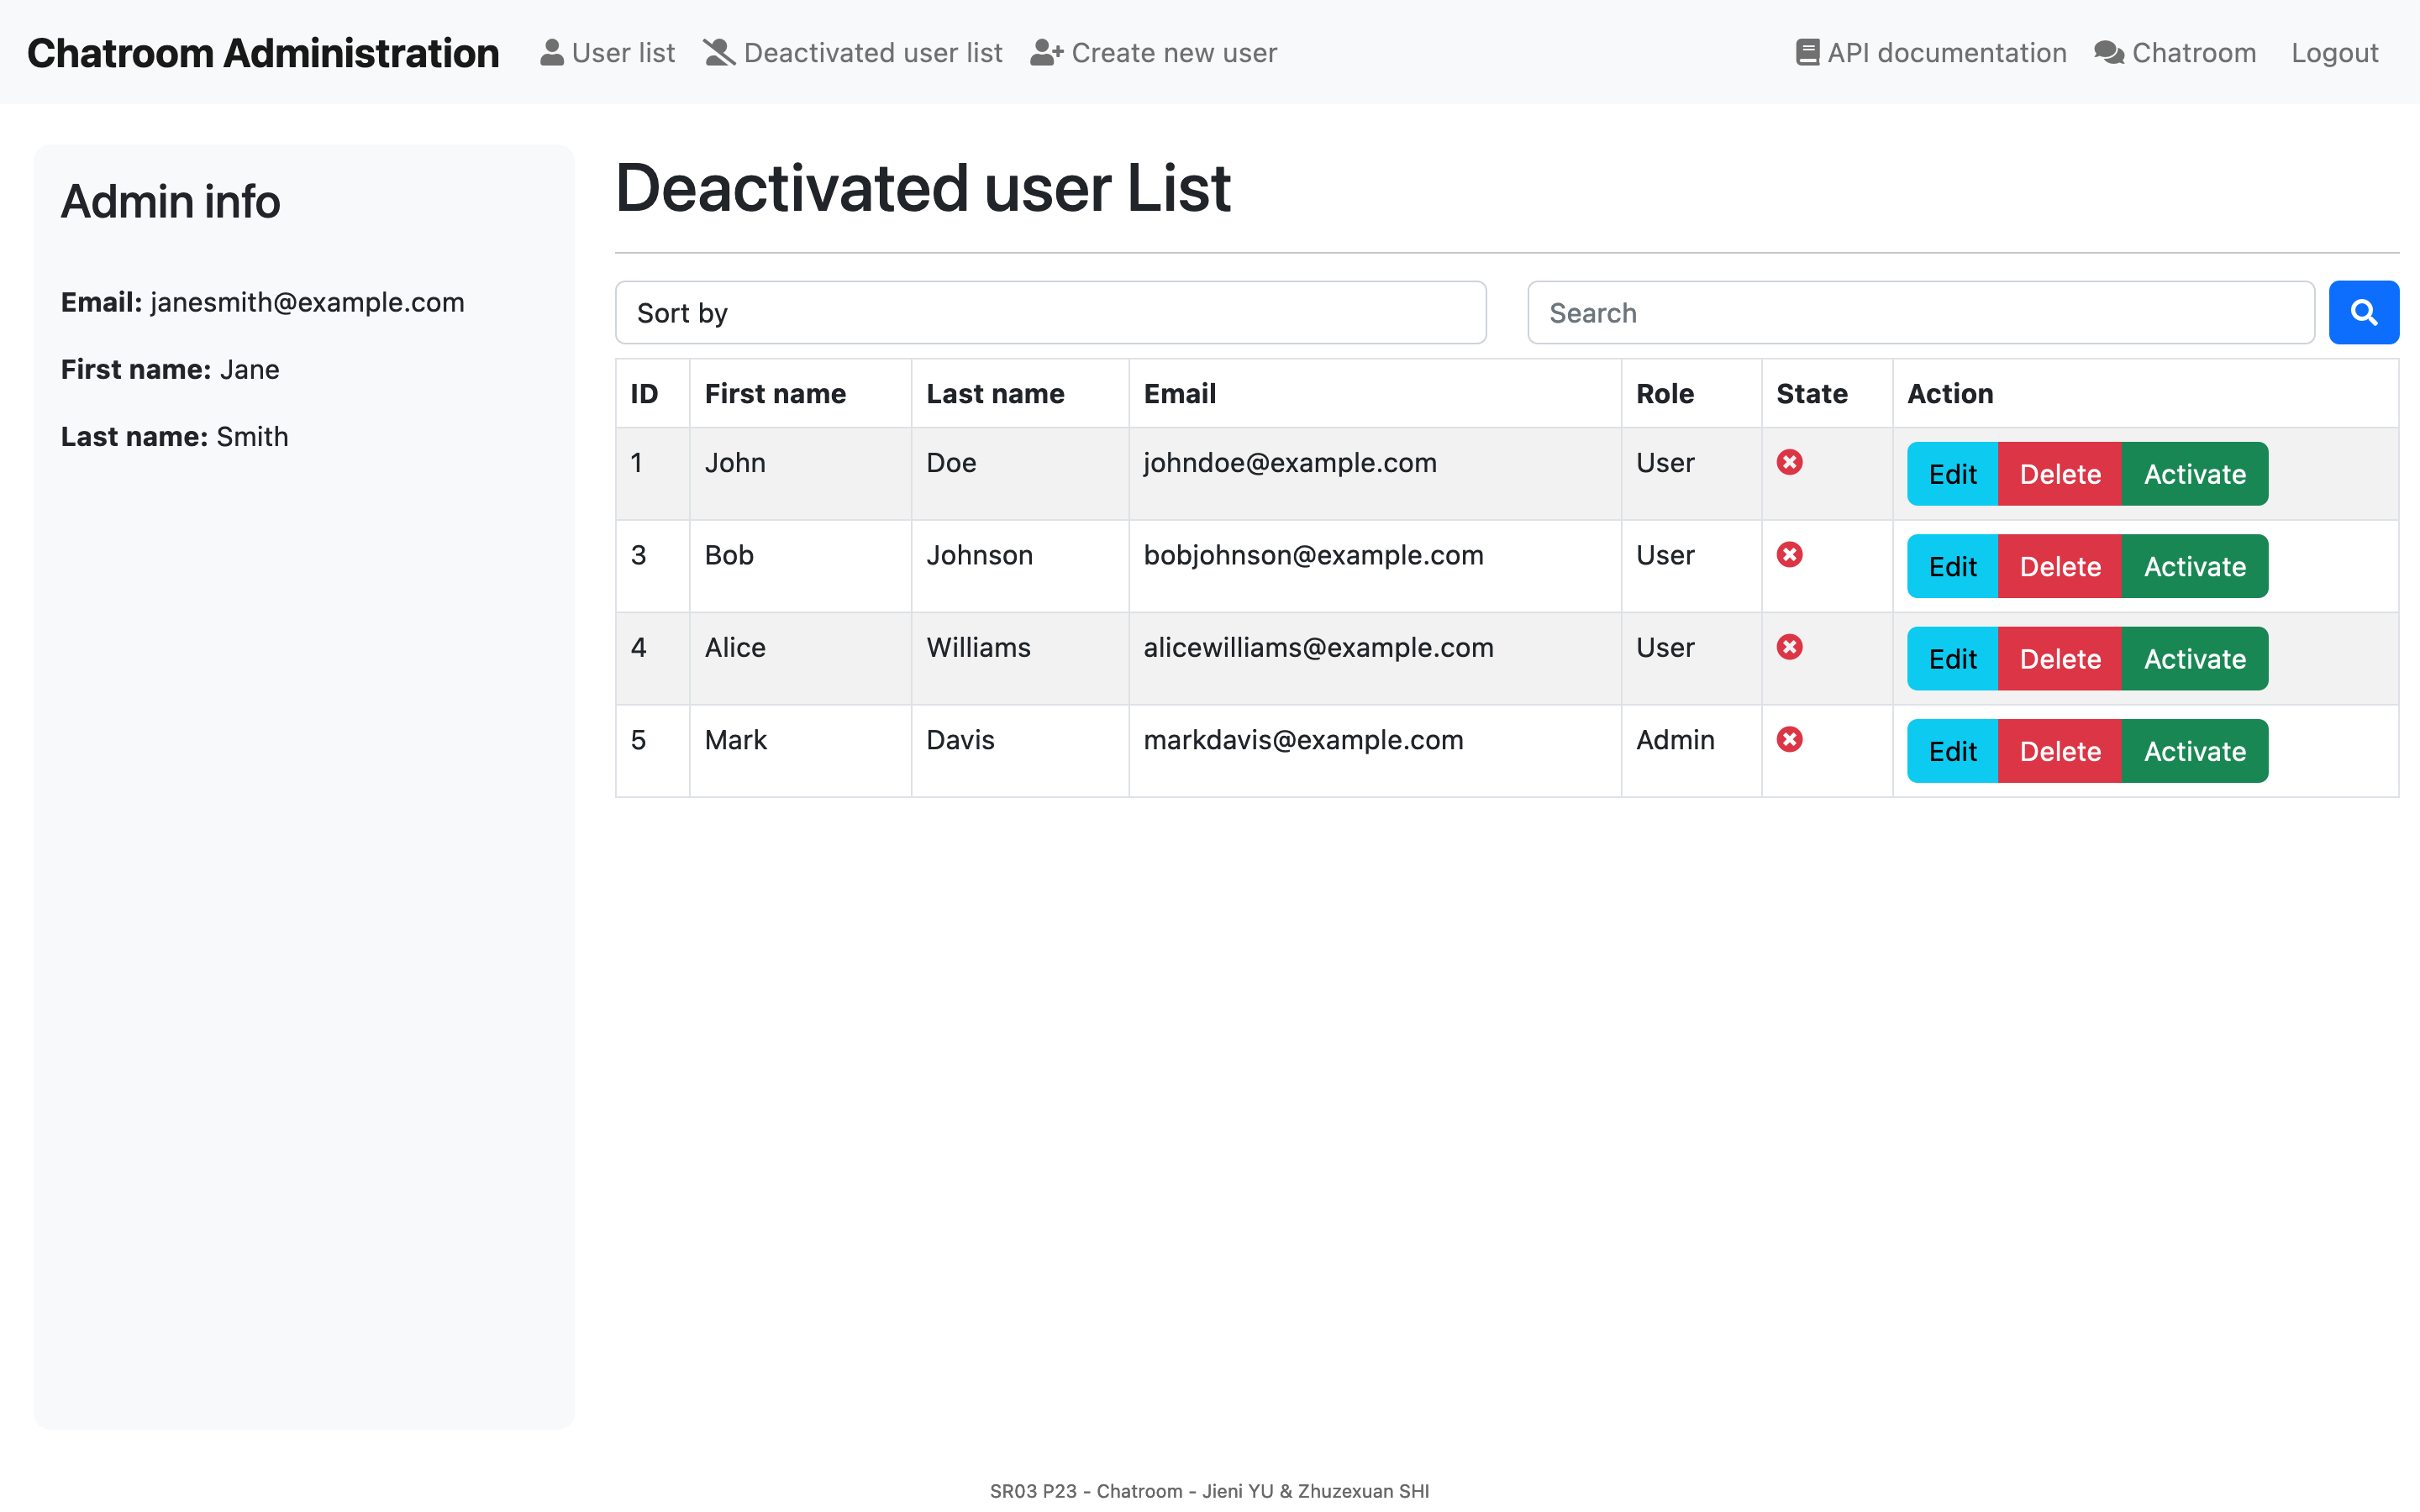 Chatroom Administration User list Deactivated user list Create new user API documentation Chatroom Logout
Admin info
Email: janesmith@example.com
First name: Jane
Last name: Smith
Deactivated user List
Sort by Search
ID First name Last name Email Role State Action
1 John Doe johndoe@example.com User Edit Delete Activate
3 Bob Johnson bobjohnson@example.com User Edit Delete Activate
4 Alice Williams alicewilliams@example.com User Edit Delete Activate
5 Mark Davis markdavis@example.com Admin Edit Delete Activate
SR03 P23 - Chatroom - Jieni YU & Zhuzexuan SHI